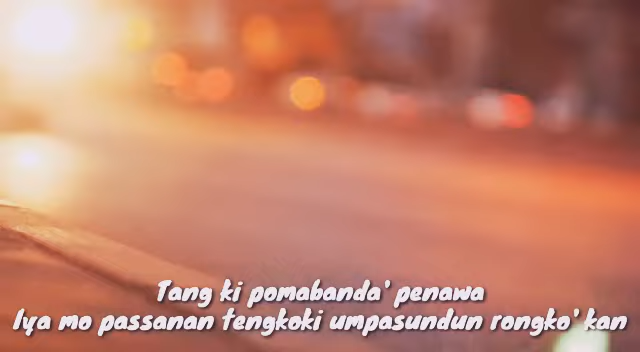 Tang ki pomabanda' penawa
Iya mo passanan tengkoki umpasundun rongko' kan